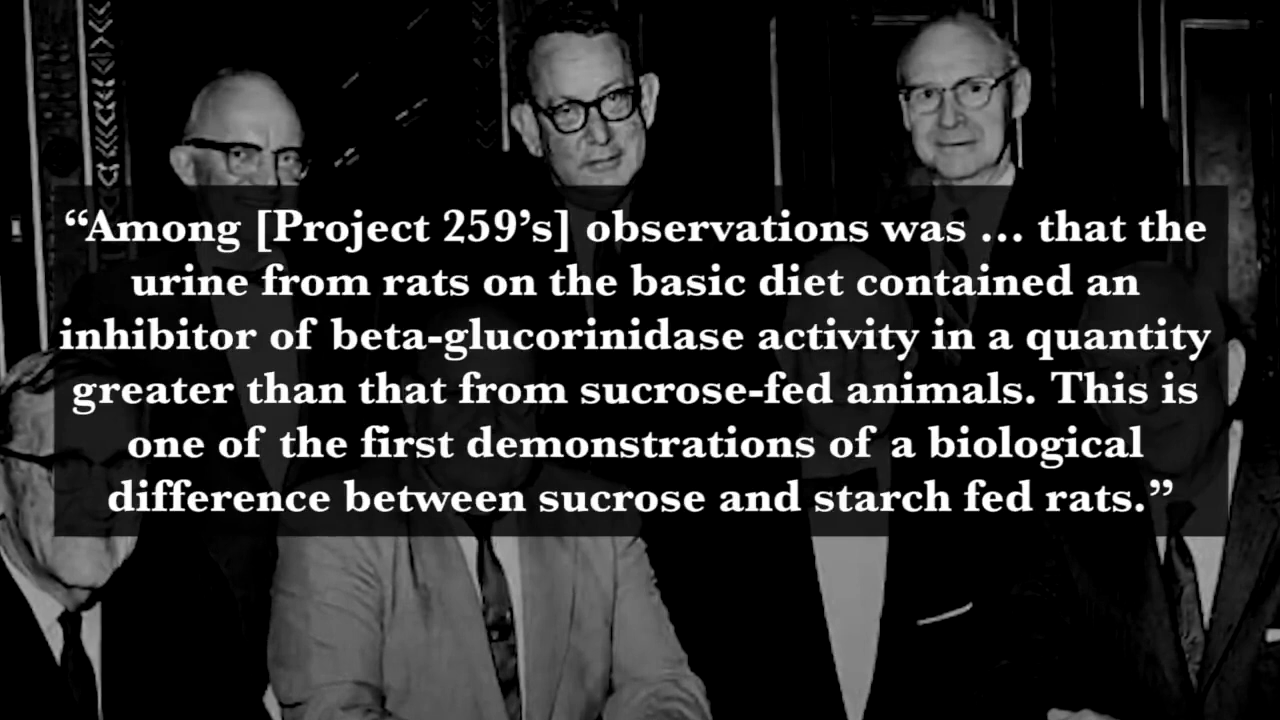 “Among [Project 259’s] observations was … that the
urine from rats on the basic diet contained an
inhibitor of beta-glucorinidase activity in a quantity
greater than that from sucrose-fed animals. This is
one of the first demonstrations of a biological
difference between sucrose and starch fed rats.”